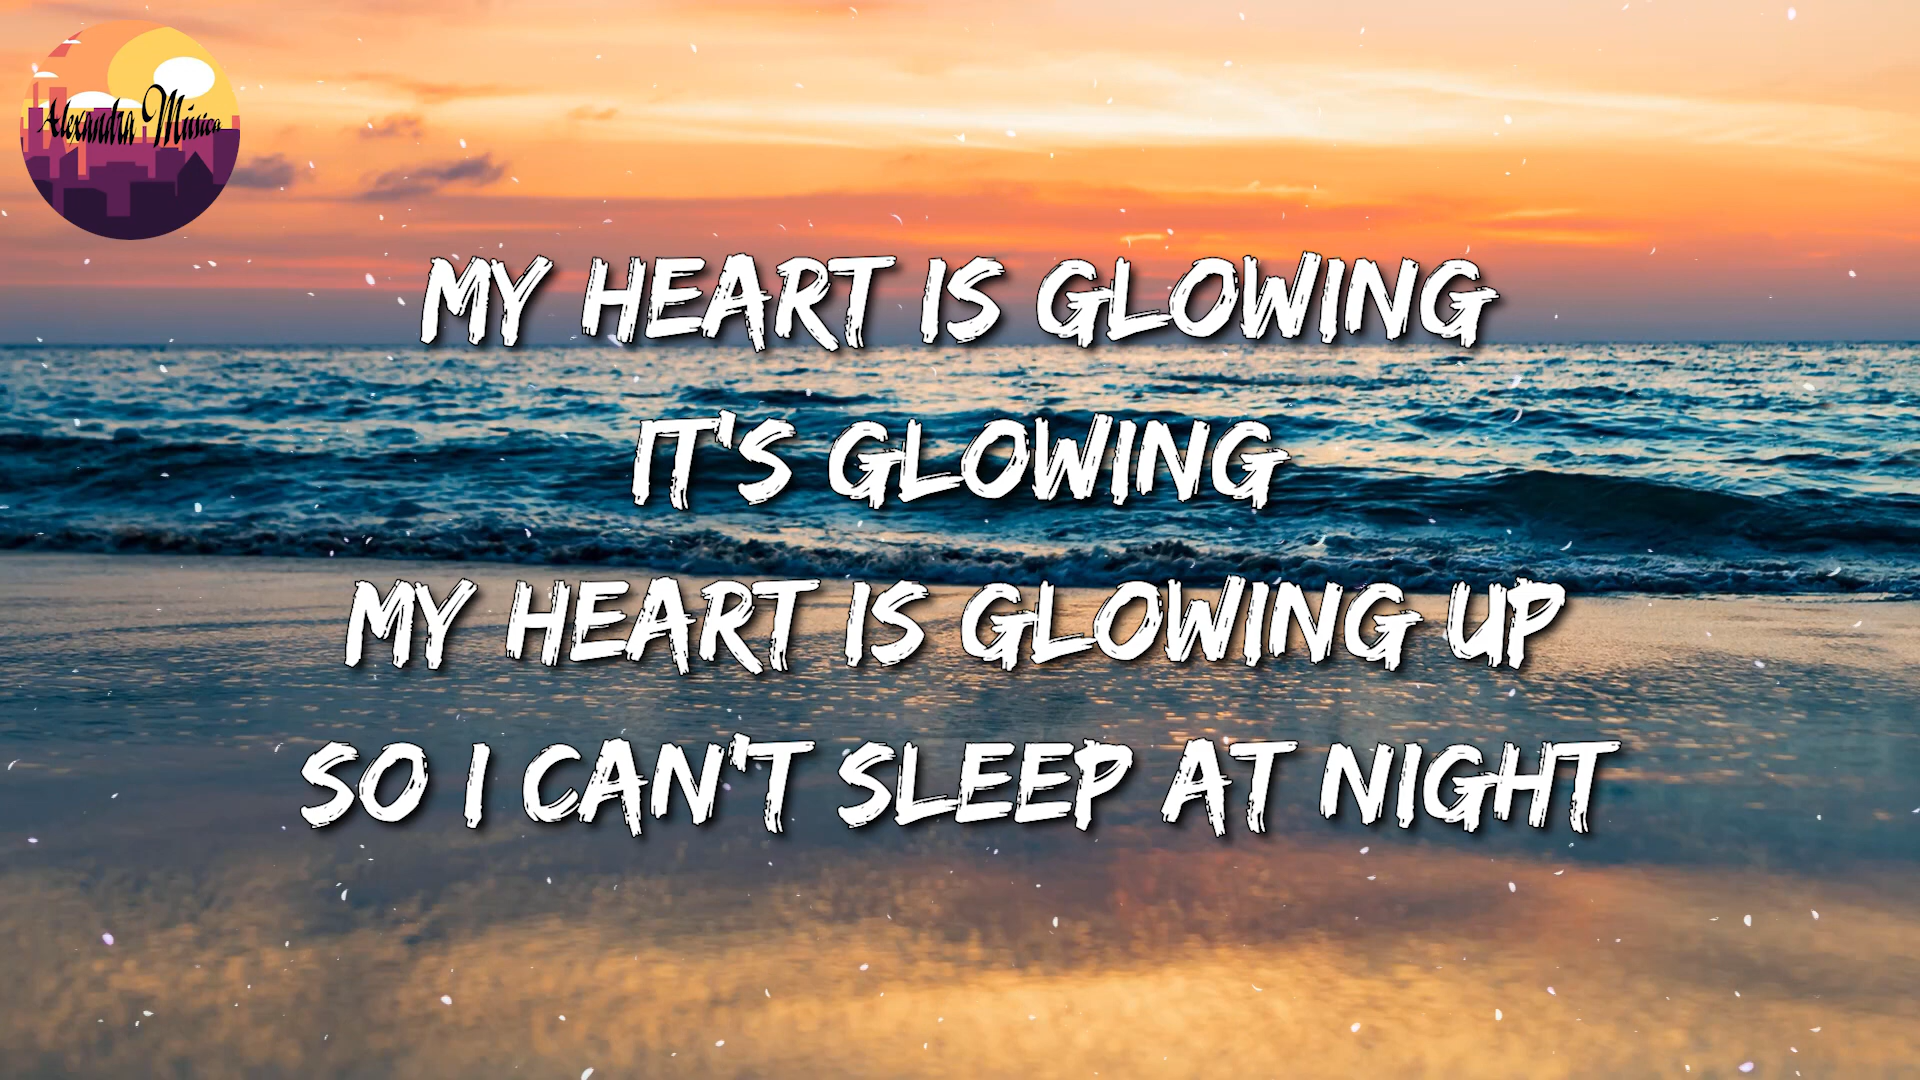 Alexandra Música
MY HEART IS GLOWING
IT'S GLOWING
MY HEART IS GLOWING UP
SO I CAN'T SLEEP AT NIGHT